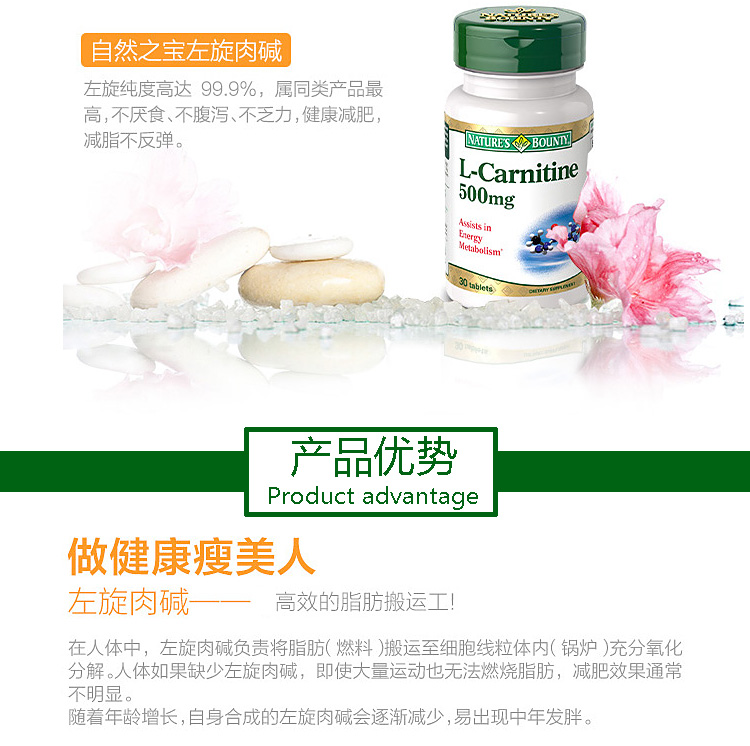 NATURE'S
BOUNTY
自然之宝左旋肉碱
左旋纯度高达 99.9%，属同类产品最
高，不厌食、不腹泻、不乏力，健康减肥，
减脂不反弹。
NATURE'S BOUNTY
L-Carnitine
500mg
Assists in
Energy
Metabolism*
30 tablets
DIETARY SUPPLEMENT
产品优势
Product advantage
做健康瘦美人
左旋肉碱—— 高效的脂肪搬运工!
在人体中，左旋肉碱负责将脂肪( 燃料 )搬运至细胞线粒体内( 锅炉 )充分氧化
分解。人体如果缺少左旋肉碱，即使大量运动也无法燃烧脂肪，减肥效果通常
不明显。
随着年龄增长，自身合成的左旋肉碱会逐渐减少，易出现中年发胖。